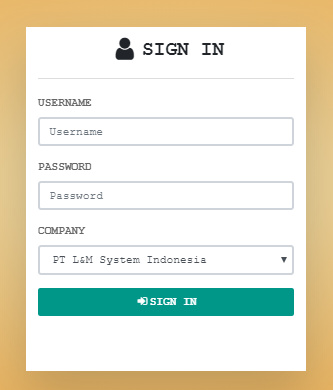 SIGN IN
USERNAME
Username
PASSWORD
Password
COMPANY
PT L&M System Indonesia
SIGN IN